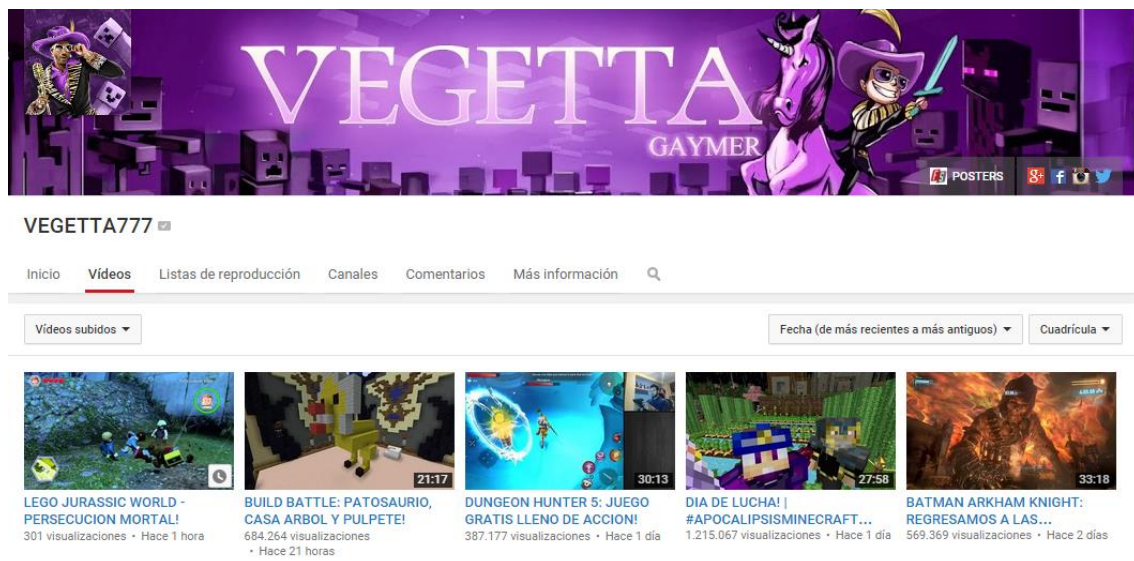 VEGETTA
GAYMER
POSTERS
VEGETTA777
Inicio Vídeos Listas de reproducción Canales Comentarios Más información
Vídeos subidos Fecha (de más recientes a más antiguos) Cuadrícula
21:17 30:13 27:58 33:18
LEGO JURASSIC WORLD -
PERSECUCION MORTAL!
301 visualizaciones • Hace 1 hora
BUILD BATTLE: PATOSAURIO,
CASA ARBOL Y PULPETE!
684.264 visualizaciones
• Hace 21 horas
DUNGEON HUNTER 5: JUEGO
GRATIS LLENO DE ACCION!
387.177 visualizaciones • Hace 1 día
DIA DE LUCHA! |
#APOCALIPSISMINECRAFT...
1.215.067 visualizaciones • Hace 1 día
BATMAN ARKHAM KNIGHT:
REGRESAMOS A LAS...
569.369 visualizaciones • Hace 2 días